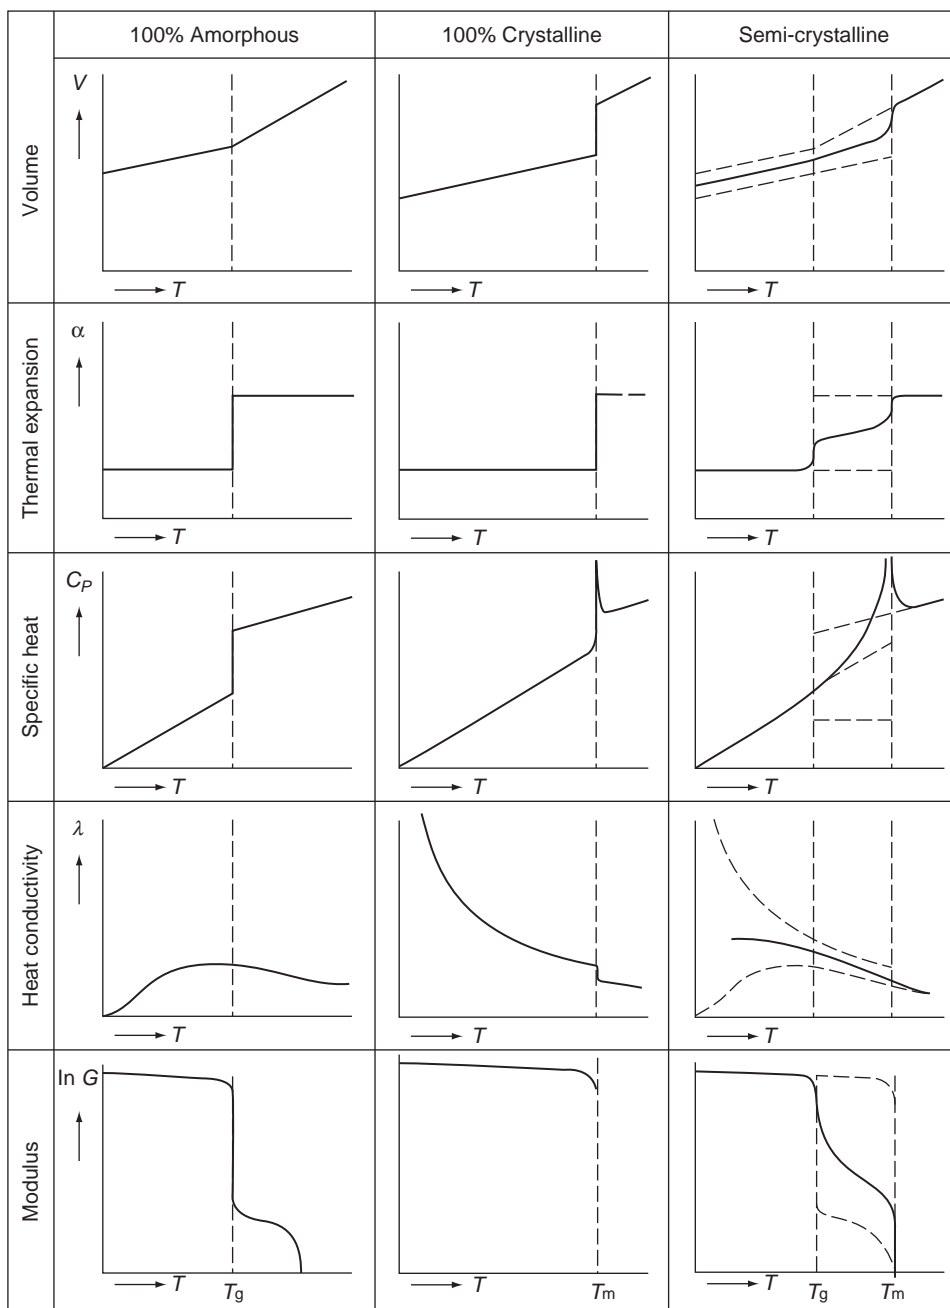 100% Amorphous 100% Crystalline Semi-crystalline
Volume
V
T T T
Thermal expansion
α
T T T
Specific heat
C_P
T T T
Heat conductivity
λ
T T T
Modulus
ln G
T T_g T T_m T T_g T_m